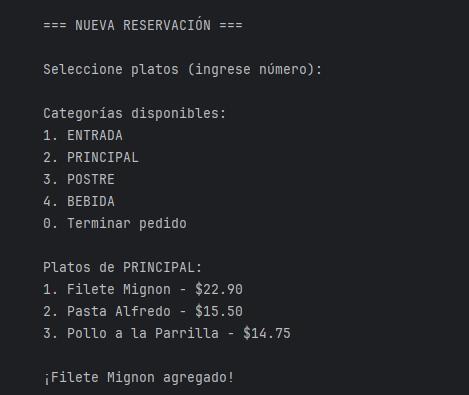 === NUEVA RESERVACIÓN ===
Seleccione platos (ingrese número):
Categorías disponibles:
1. ENTRADA
2. PRINCIPAL
3. POSTRE
4. BEBIDA
0. Terminar pedido
Platos de PRINCIPAL:
1. Filete Mignon - $22.90
2. Pasta Alfredo - $15.50
3. Pollo a la Parrilla - $14.75
¡Filete Mignon agregado!